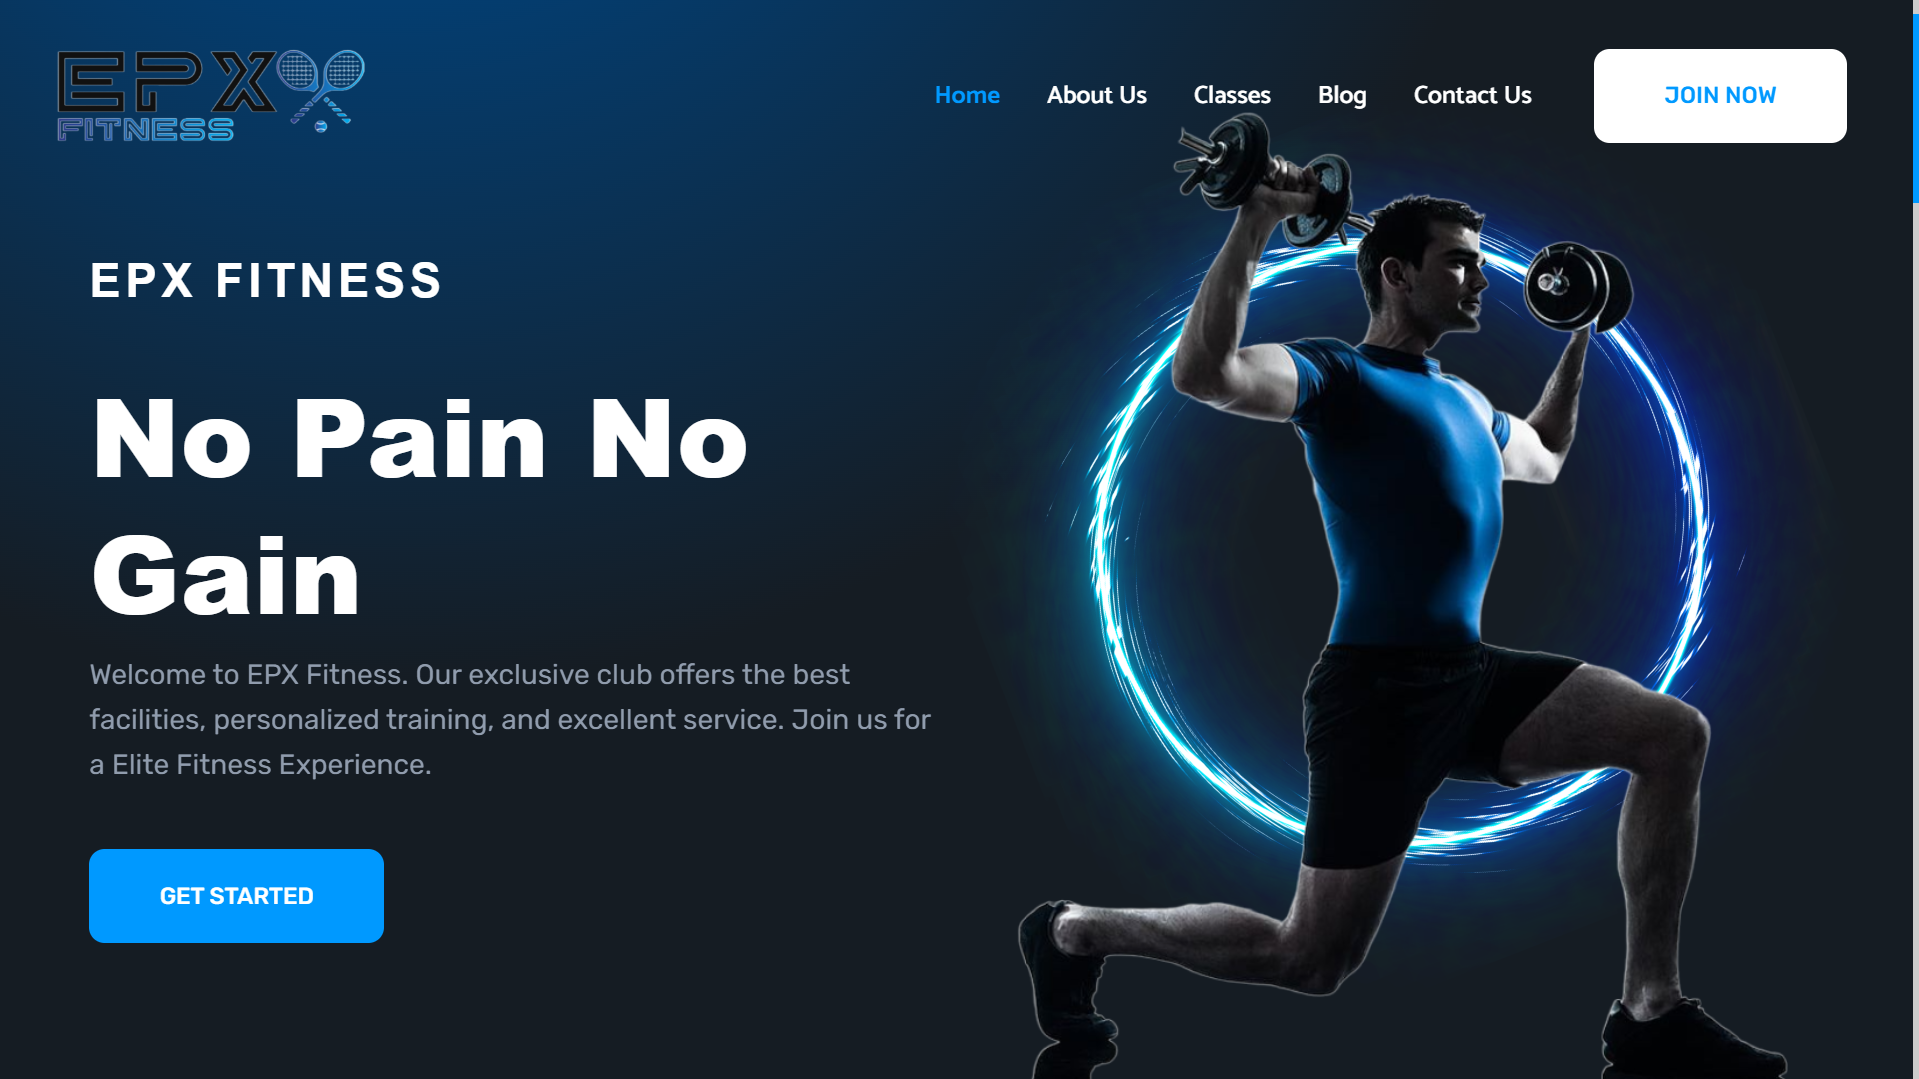 EPX
FITNESS
Home
About Us
Classes
Blog
Contact Us
JOIN NOW
EPX FITNESS
No Pain No
Gain
Welcome to EPX Fitness. Our exclusive club offers the best
facilities, personalized training, and excellent service. Join us for
a Elite Fitness Experience.
GET STARTED